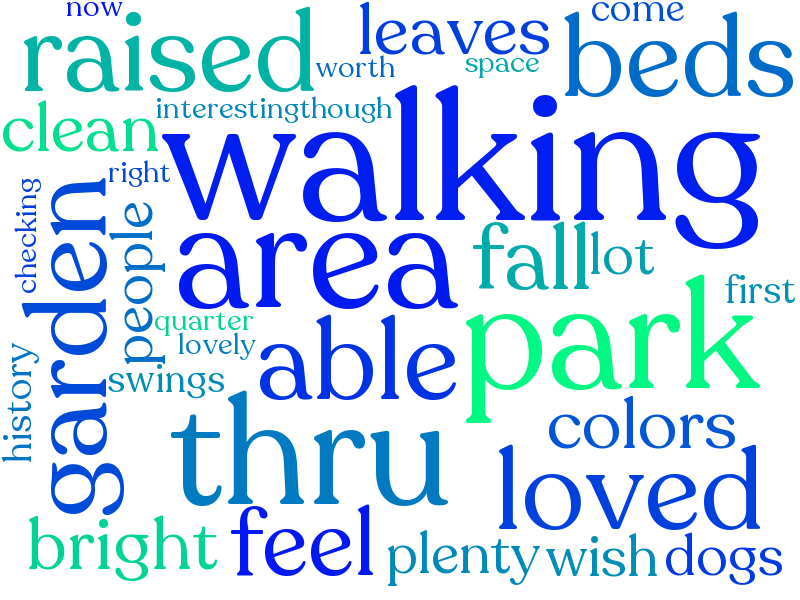 now
come
raised
leaves
beds
worth
space
clean
interestingthough
walking
right
checking
garden
people
area
fall
lot
first
quarter
park
lovely
able
history
swings
thru
colors
loved
bright
feel
plenty
wish
dogs